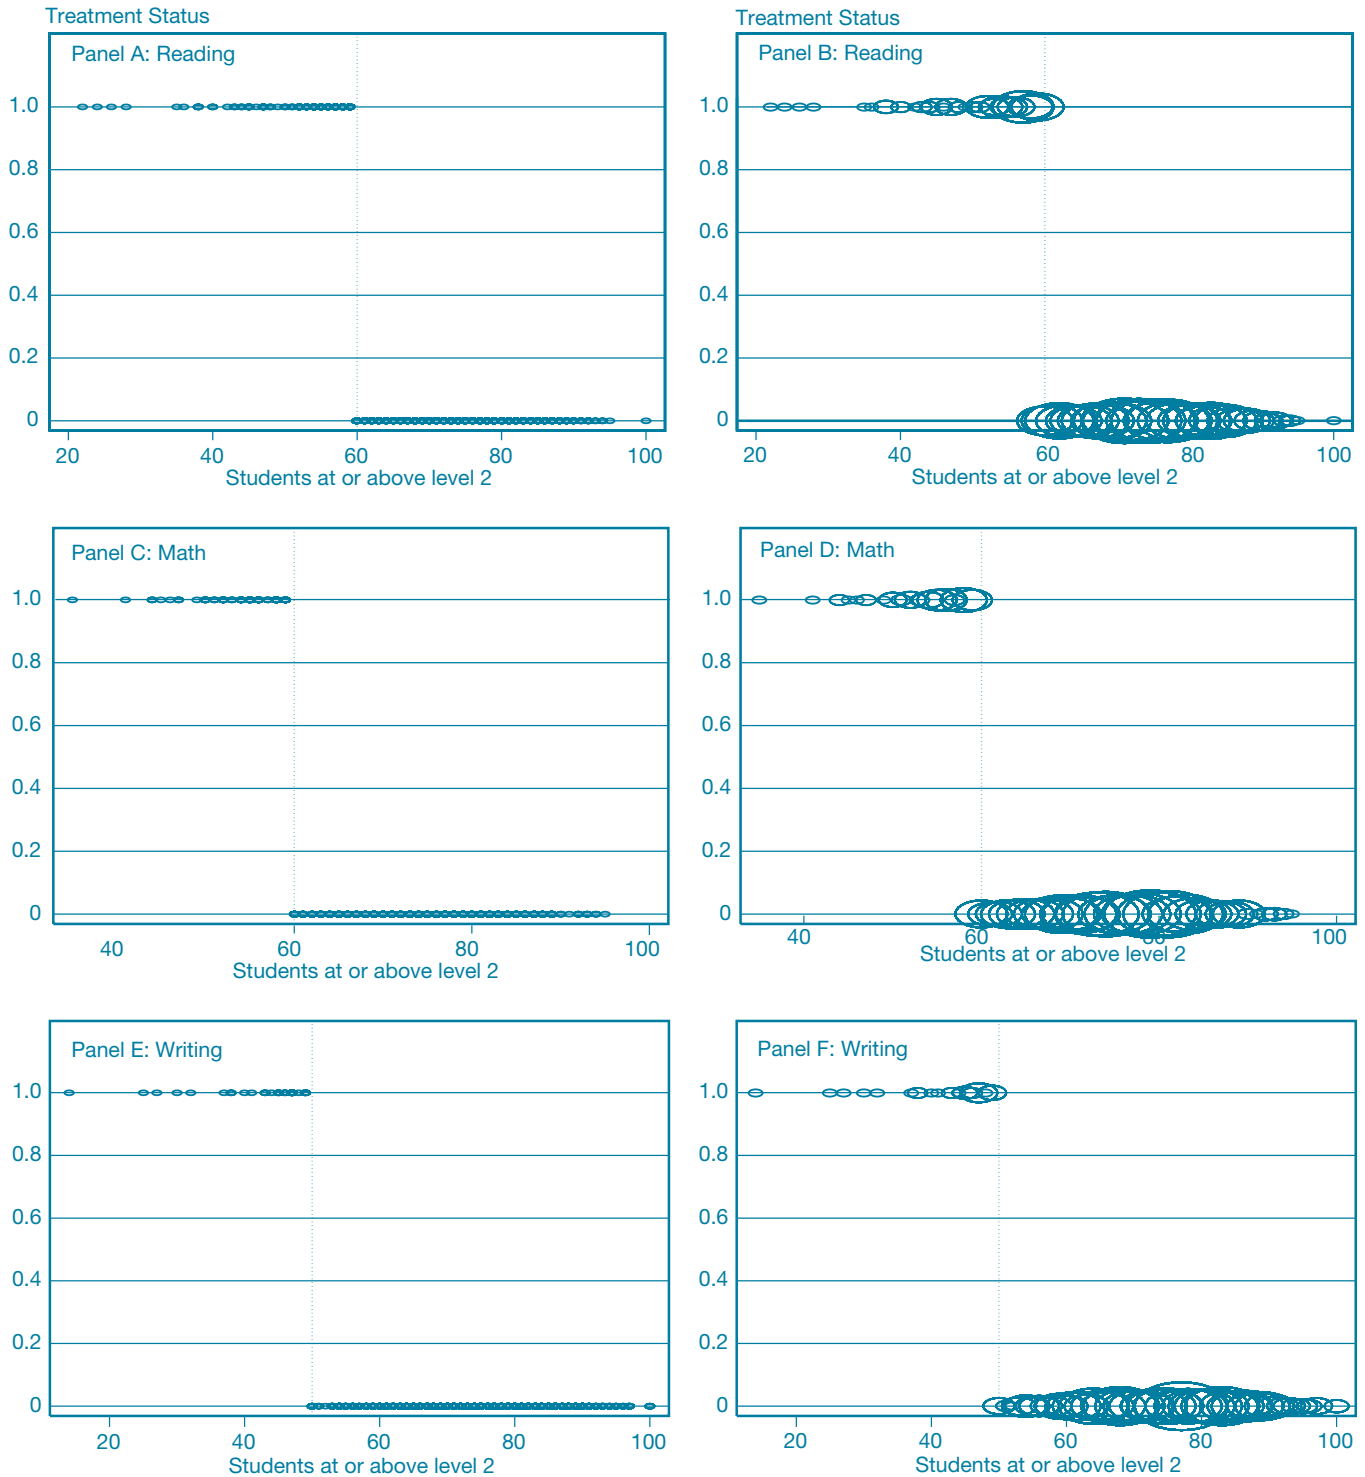 Treatment Status
Panel A: Reading
1.0
0.8
0.6
0.4
0.2
0
20 40 60 80 100
Students at or above level 2
Treatment Status
Panel B: Reading
1.0
0.8
0.6
0.4
0.2
0
20 40 60 80 100
Students at or above level 2
Panel C: Math
1.0
0.8
0.6
0.4
0.2
0
40 60 80 100
Students at or above level 2
Panel D: Math
1.0
0.8
0.6
0.4
0.2
0
40 60 80 100
Students at or above level 2
Panel E: Writing
1.0
0.8
0.6
0.4
0.2
0
20 40 60 80 100
Students at or above level 2
Panel F: Writing
1.0
0.8
0.6
0.4
0.2
0
20 40 60 80 100
Students at or above level 2